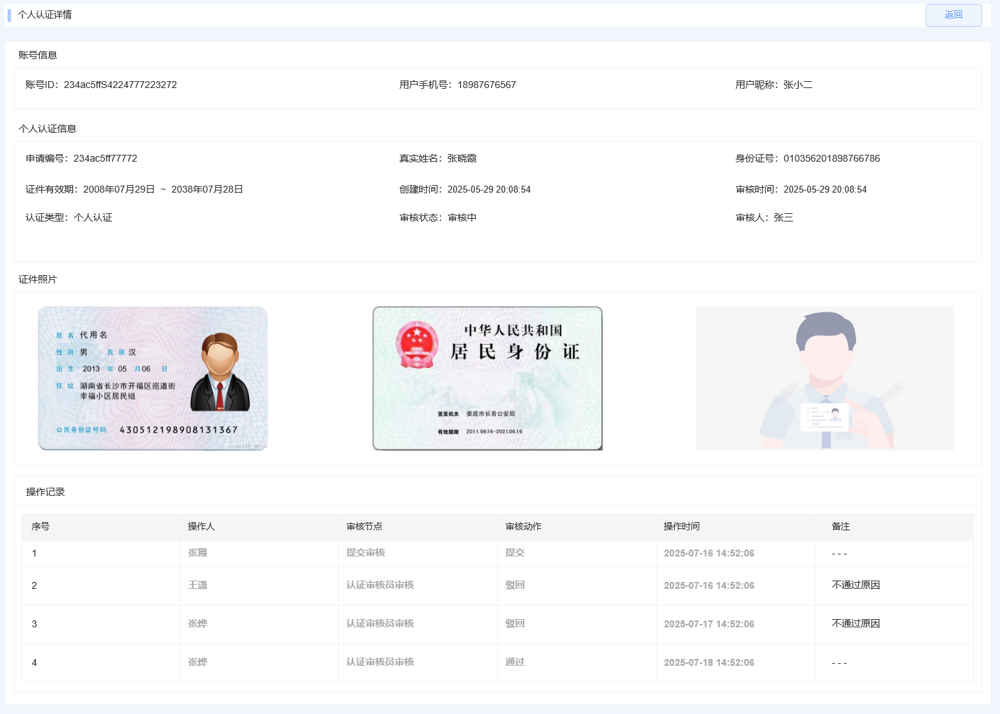 个人认证详情
返回
账号信息
账号ID：234ac5ffS4224777223272 用户手机号：18987676567 用户昵称：张小二
个人认证信息
申请编号：234ac5ff77772 真实姓名：张晓霞 身份证号：010356201898766786
证件有效期：2008年07月29日 ~ 2038年07月28日 创建时间：2025-05-29 20:08:54 审核时间：2025-05-29 20:08:54
认证类型：个人认证 审核状态：审核中 审核人：张三
证件照片
姓名 代用名
性别 男 民族 汉
出生 2013 年 05 月 06 日
住址 湖南省长沙市开福区巡道街
幸福小区居民组
公民身份证号码 430512198908131367
中华人民共和国
居民身份证
签发机关 娄底市长青公安局
有效期限 2011.0616-2021.06.16
操作记录
序号 操作人 审核节点 审核动作 操作时间 备注
1 张霞 提交审核 提交 2025-07-16 14:52:06 - - -
2 王潇 认证审核员审核 驳回 2025-07-16 14:52:06 不通过原因
3 张烨 认证审核员审核 驳回 2025-07-17 14:52:06 不通过原因
4 张烨 认证审核员审核 通过 2025-07-18 14:52:06 - - -